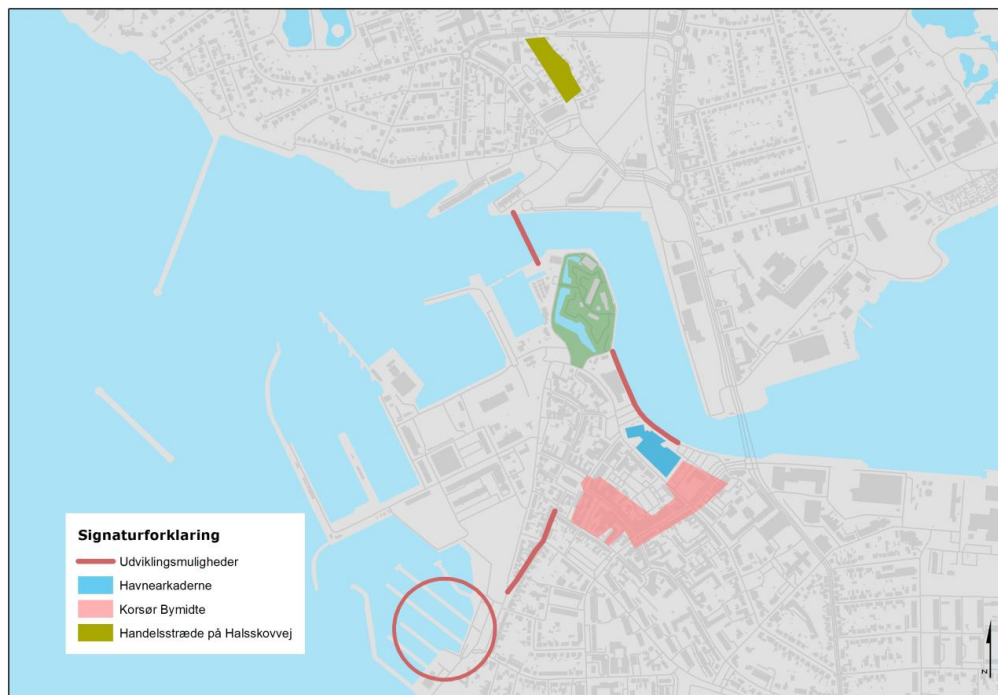 Signaturforklaring
Udviklingsmuligheder
Havnearkaderne
Korsør Bymidte
Handelsstræde på Halsskovvej
N